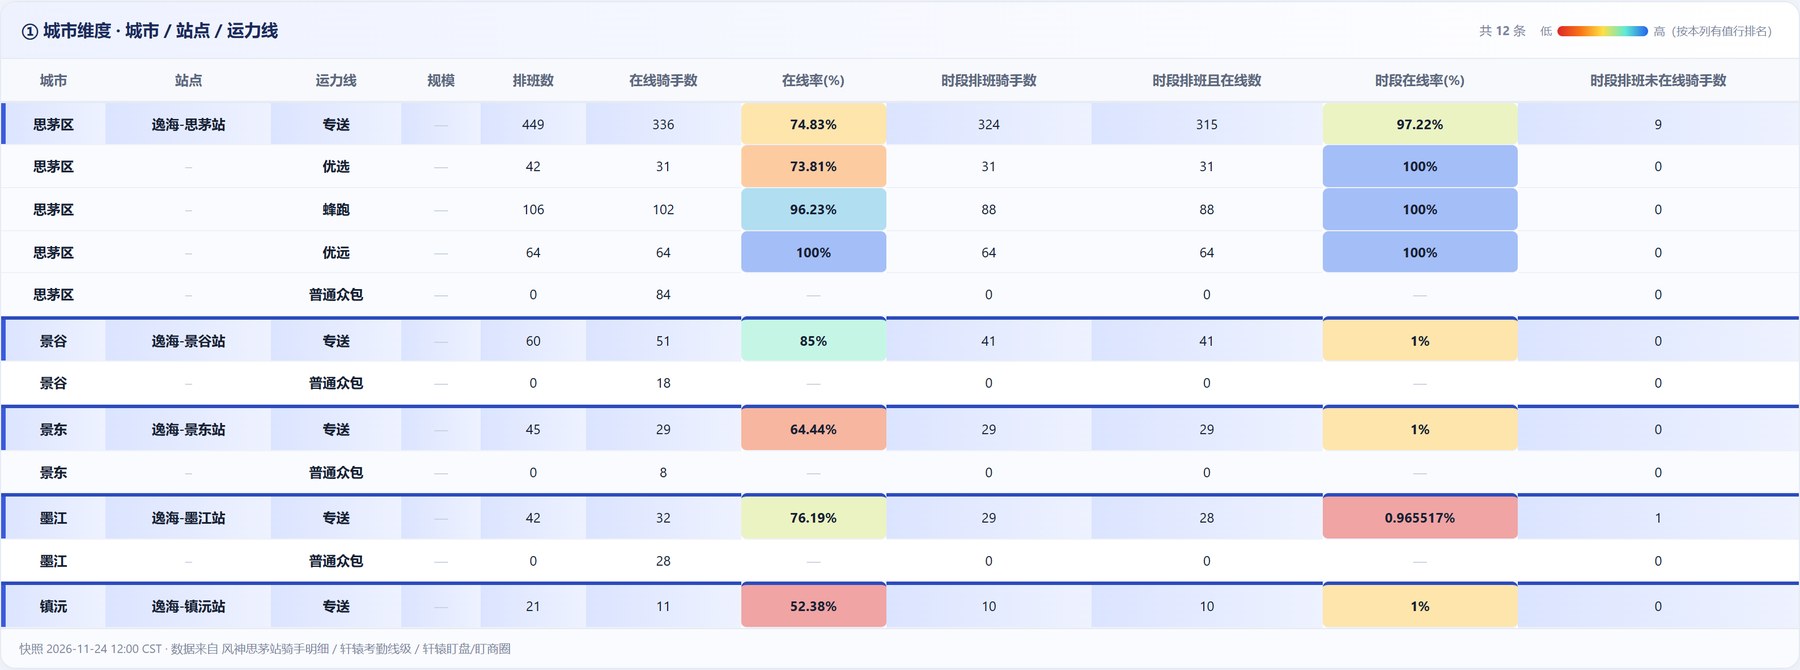 ① 城市维度 · 城市 / 站点 / 运力线
共 12 条 低 高 (按本列有值行排名)
城市 站点 运力线 规模 排班数 在线骑手数 在线率(%) 时段排班骑手数 时段排班且在线数 时段在线率(%) 时段排班未在线骑手数
思茅区 逸海-思茅站 专送 — 449 336 74.83% 324 315 97.22% 9
思茅区 – 优选 — 42 31 73.81% 31 31 100% 0
思茅区 – 蜂跑 — 106 102 96.23% 88 88 100% 0
思茅区 – 优远 — 64 64 100% 64 64 100% 0
思茅区 – 普通众包 — 0 84 — 0 0 — 0
景谷 逸海-景谷站 专送 — 60 51 85% 41 41 1% 0
景谷 – 普通众包 — 0 18 — 0 0 — 0
景东 逸海-景东站 专送 — 45 29 64.44% 29 29 1% 0
景东 – 普通众包 — 0 8 — 0 0 — 0
墨江 逸海-墨江站 专送 — 42 32 76.19% 29 28 0.965517% 1
墨江 – 普通众包 — 0 28 — 0 0 — 0
镇沅 逸海-镇沅站 专送 — 21 11 52.38% 10 10 1% 0
快照 2026-11-24 12:00 CST · 数据来自 风神思茅站骑手明细 / 轩辕考勤线级 / 轩辕盯盘/盯商圈